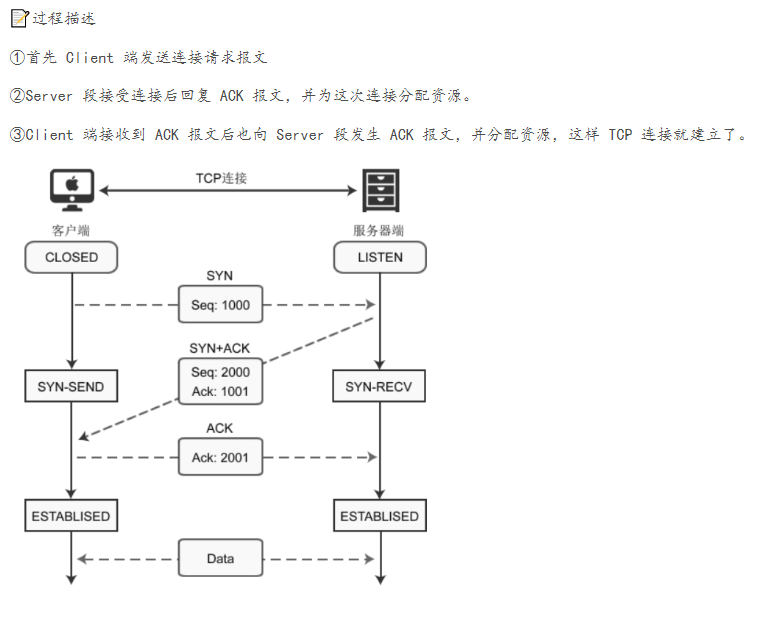 📝过程描述
①首先 Client 端发送连接请求报文
②Server 段接受连接后回复 ACK 报文，并为这次连接分配资源。
③Client 端接收到 ACK 报文后也向 Server 段发生 ACK 报文，并分配资源，这样 TCP 连接就建立了。
TCP连接
客户端
服务器端
CLOSED
LISTEN
SYN
Seq: 1000
SYN+ACK
Seq: 2000
Ack: 1001
SYN-SEND
SYN-RECV
ACK
Ack: 2001
ESTABLISED
ESTABLISED
Data